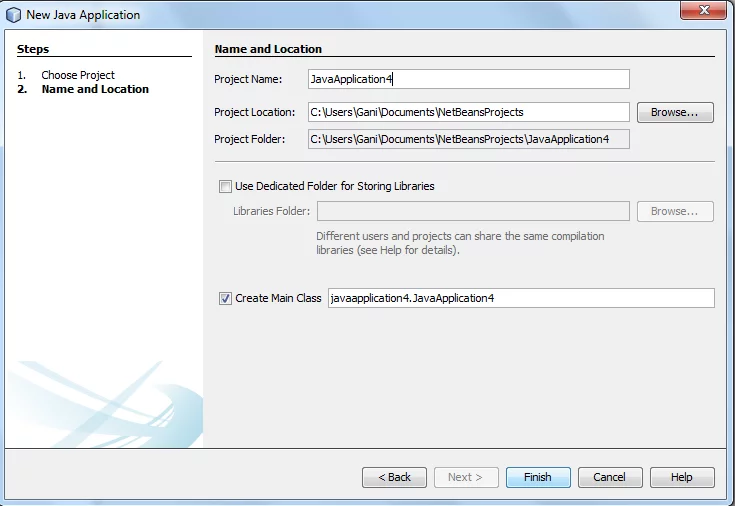 New Java Application
Steps
1. Choose Project
2. Name and Location
Name and Location
Project Name: JavaApplication4
Project Location: C:\Users\Gani\Documents\NetBeansProjects Browse...
Project Folder: C:\Users\Gani\Documents\NetBeansProjects\JavaApplication4
Use Dedicated Folder for Storing Libraries
Libraries Folder: Browse...
Different users and projects can share the same compilation
libraries (see Help for details).
Create Main Class javaapplication4.JavaApplication4
< Back Next > Finish Cancel Help